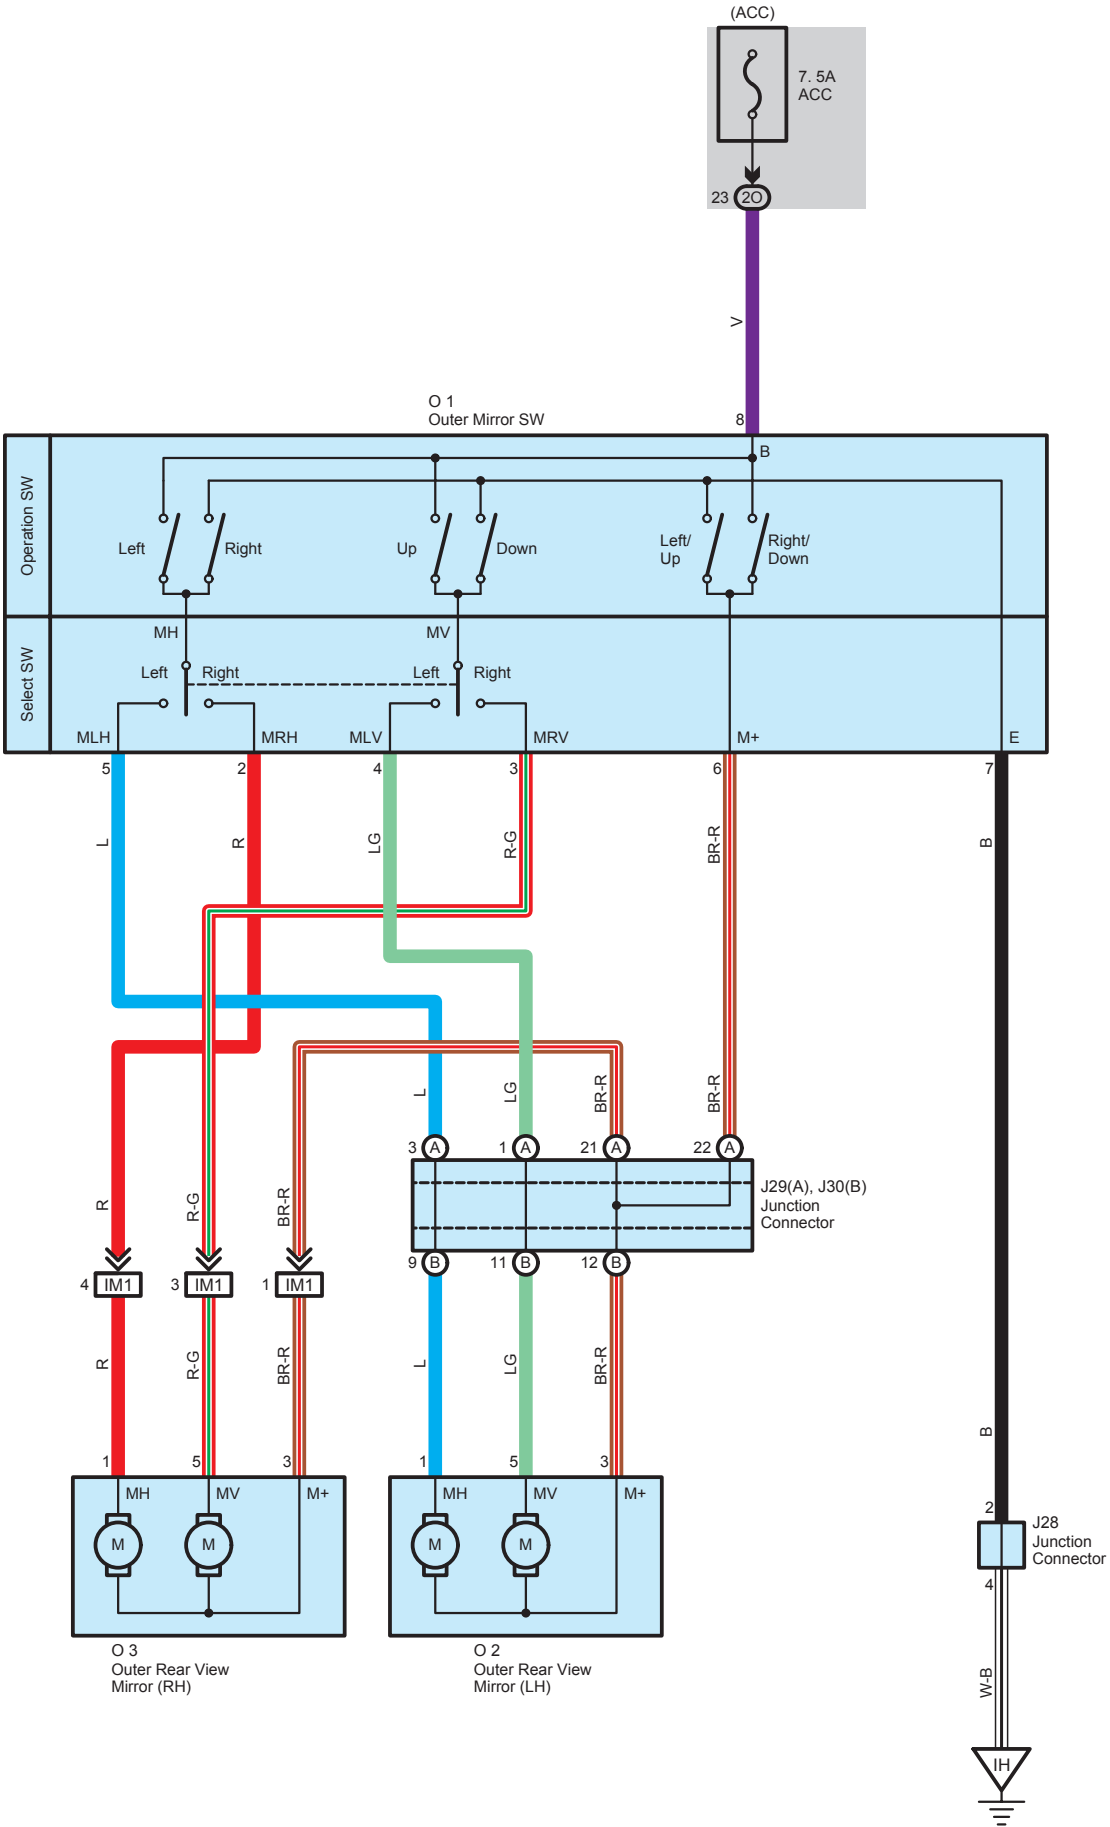 (ACC)
7. 5A
ACC
23 2O
V
O 1
Outer Mirror SW
8
B
Operation SW
Left
Right
Up
Down
Left/
Up
Right/
Down
Select SW
MH
MV
Left Right
Left Right
MLH MRH MLV MRV M+ E
5 2 4 3 6 7
L R LG R-G BR-R B
L LG BR-R BR-R
3 A 1 A 21 A 22 A
J29(A), J30(B)
Junction
Connector
R R-G BR-R
9 B 11 B 12 B
4 IM1 3 IM1 1 IM1
R R-G BR-R L LG BR-R
B
1 5 3 1 5 3
MH MV M+ MH MV M+
M M M M
2
J28
Junction
Connector
4
O 3
Outer Rear View
Mirror (RH)
O 2
Outer Rear View
Mirror (LH)
W-B
IH